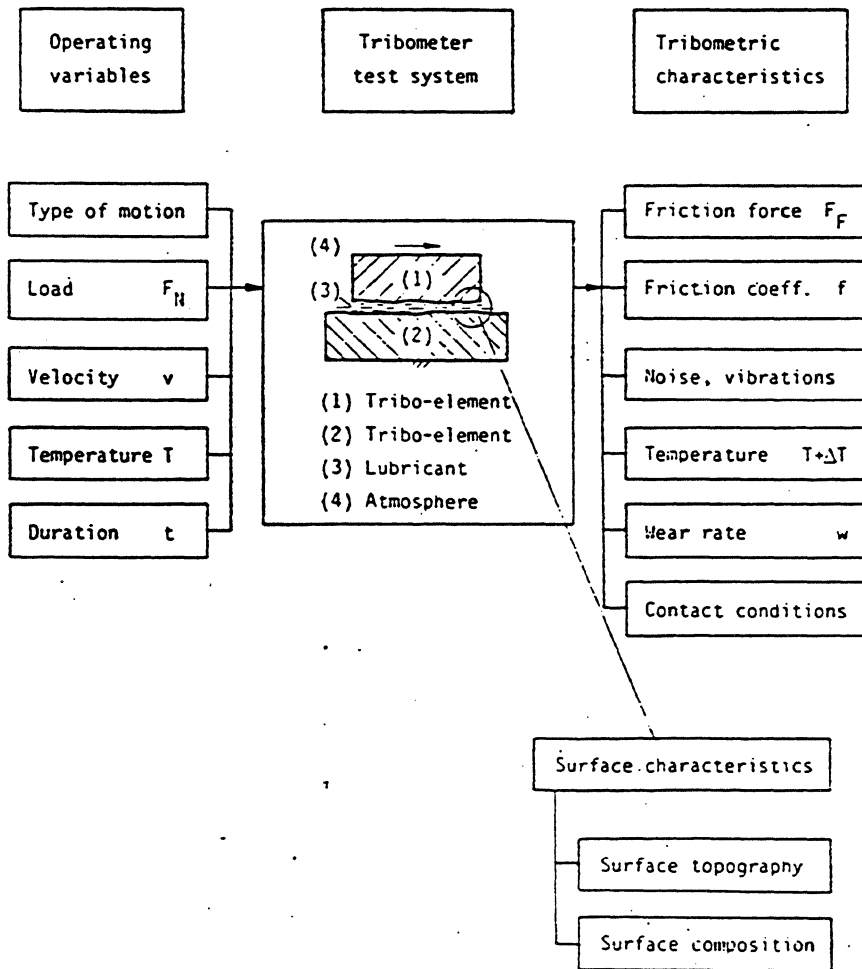 Operating
variables
Tribometer
test system
Tribometric
characteristics
Type of motion
Load F_N
Velocity v
Temperature T
Duration t
(4)
(1)
(3)
(2)
(1) Tribo-element
(2) Tribo-element
(3) Lubricant
(4) Atmosphere
Friction force F_F
Friction coeff. f
Noise, vibrations
Temperature T+ΔT
Wear rate w
Contact conditions
Surface characteristics
Surface topography
Surface composition